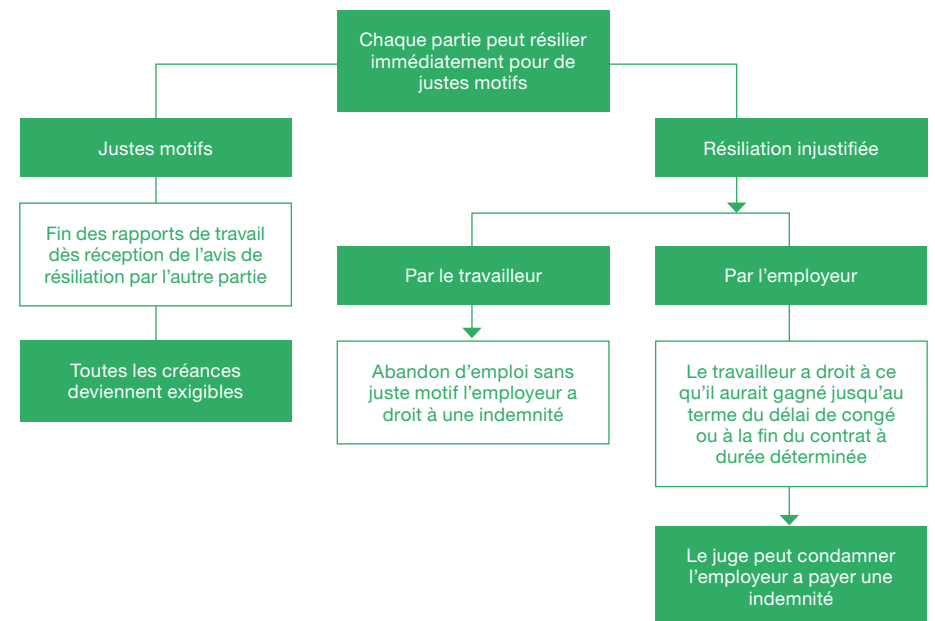 Chaque partie peut résilier
immédiatement pour de
justes motifs
Justes motifs
Résiliation injustifiée
Fin des rapports de travail
dès réception de l'avis de
résiliation par l'autre partie
Par le travailleur
Par l'employeur
Toutes les créances
deviennent exigibles
Abandon d'emploi sans
juste motif l'employeur a
droit à une indemnité
Le travailleur a droit à ce
qu'il aurait gagné jusqu'au
terme du délai de congé
ou à la fin du contrat à
durée déterminée
Le juge peut condamner
l'employeur a payer une
indemnité